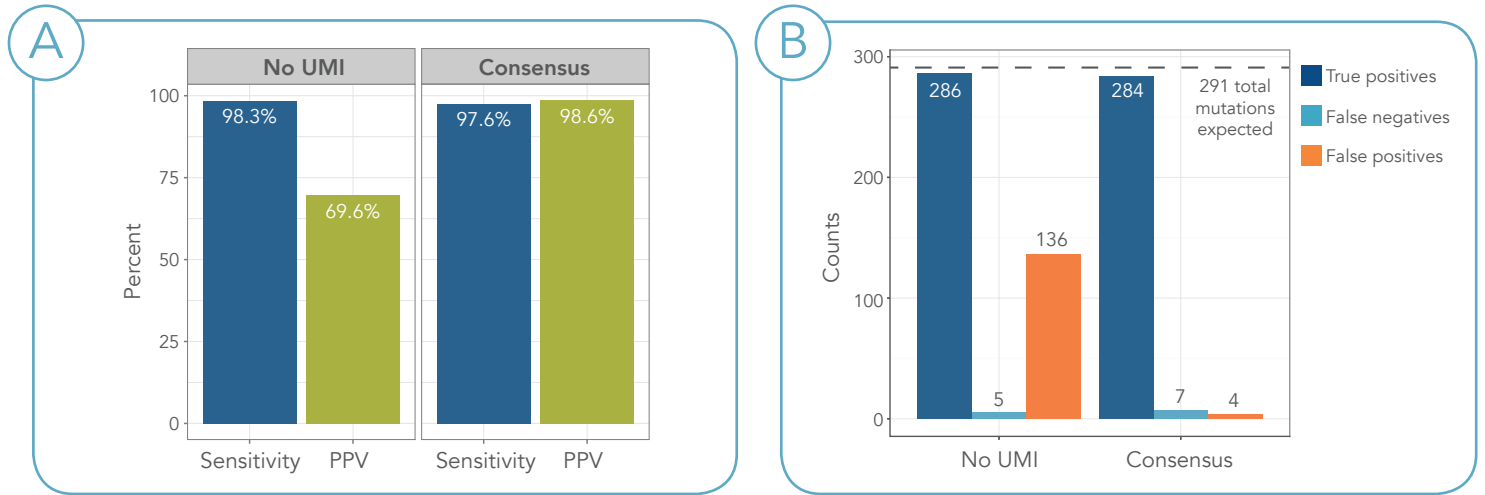 A
No UMI
Consensus
Percent
100
75
50
25
0
98.3%
69.6%
97.6%
98.6%
Sensitivity
PPV
Sensitivity
PPV
B
Counts
300
200
100
0
286
5
136
284
7
4
291 total
mutations
expected
No UMI
Consensus
True positives
False negatives
False positives